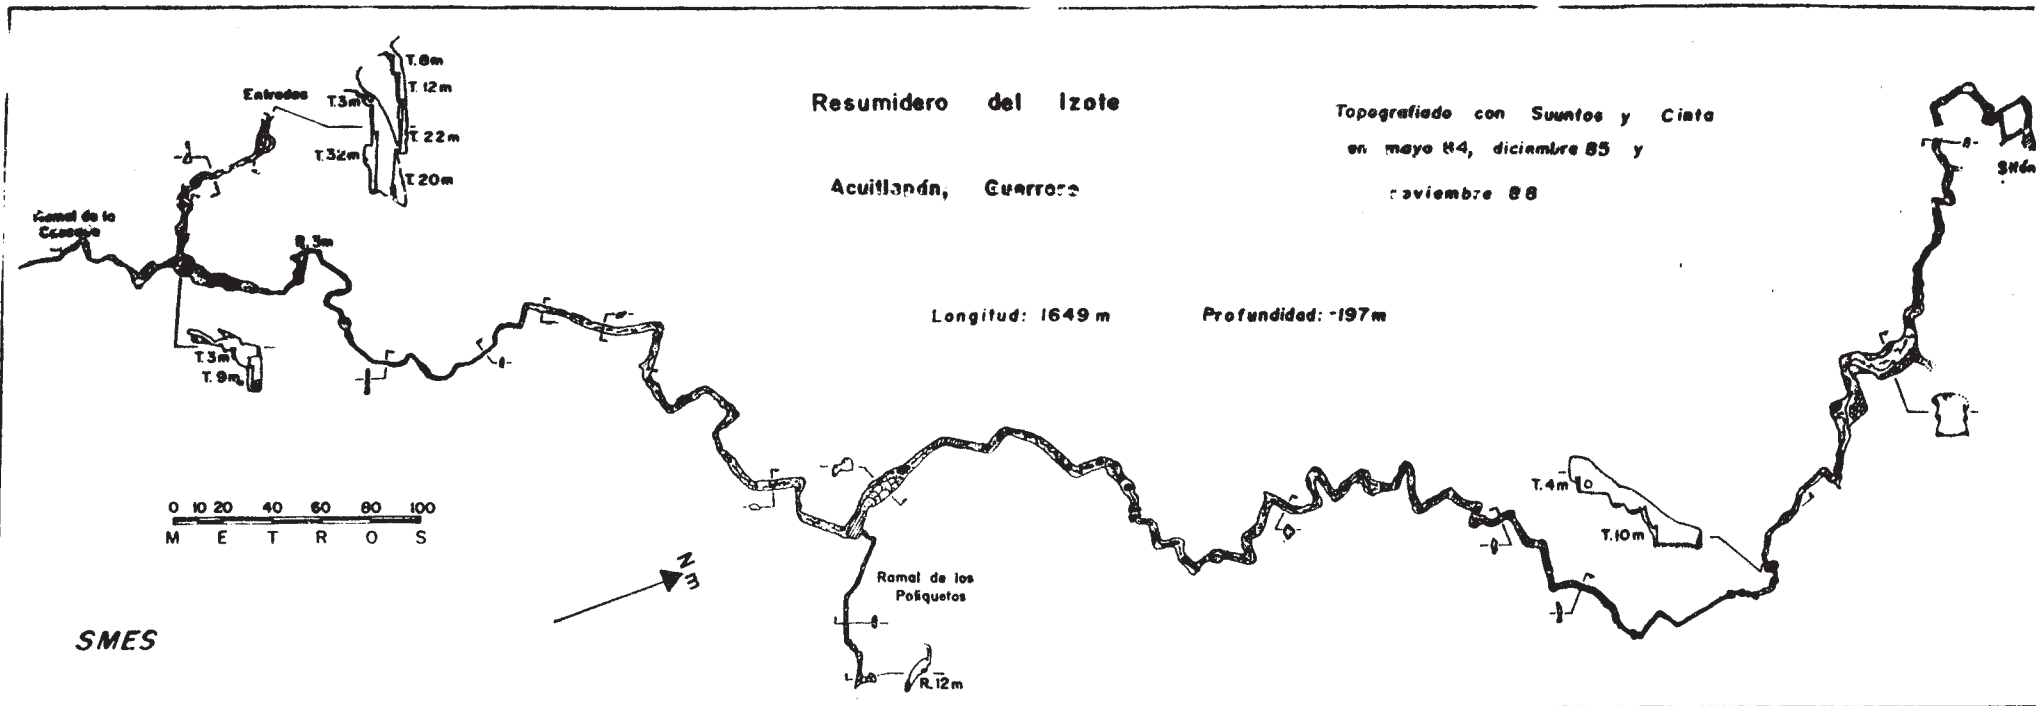 Resumidero del Izote
Acuitlapán, Guerrero
Topografiado con Suuntos y Cinta
en mayo 84, diciembre 85 y
noviembre 88
Longitud: 1649 m
Profundidad: -197m
Entradas
T.3m
T.32m
T.8m
T.12m
T.22m
T.20m
Ramal de la
R.3m
T.3m
T.9m
0 10 20 40 60 80 100
M E T R O S
NM
Ramal de los
Poliquetos
R.12m
T.4m
T.10m
Sifón
SMES